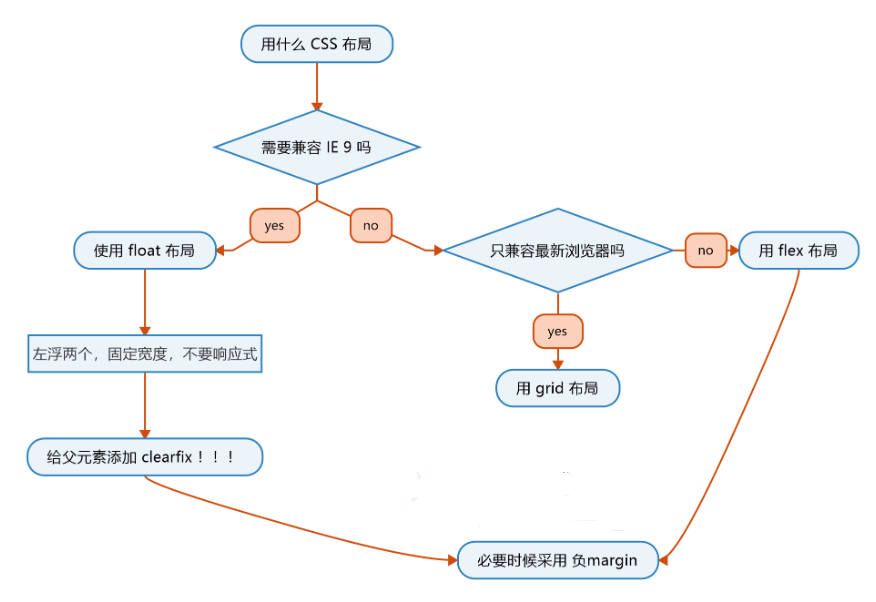 用什么 CSS 布局
需要兼容 IE 9 吗
yes
no
使用 float 布局
只兼容最新浏览器吗
no
用 flex 布局
yes
左浮两个，固定宽度，不要响应式
用 grid 布局
给父元素添加 clearfix！！！
必要时候采用 负margin